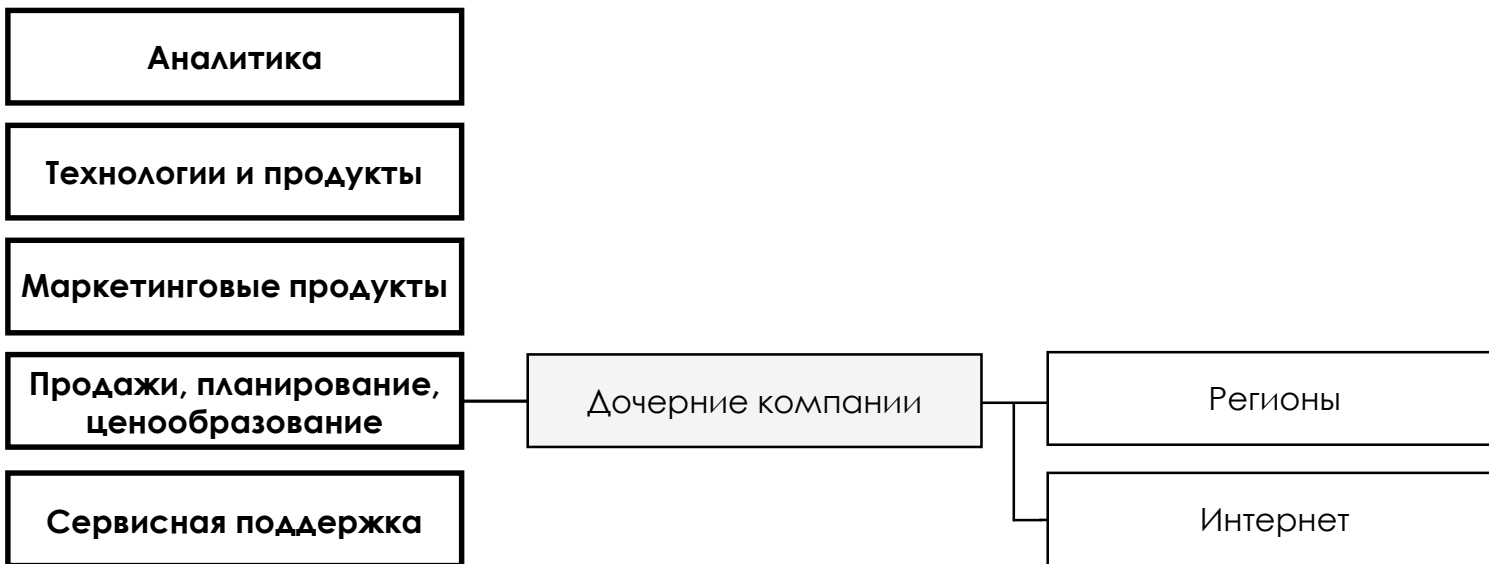 Аналитика
Технологии и продукты
Маркетинговые продукты
Продажи, планирование,
ценообразование
Дочерние компании
Регионы
Сервисная поддержка
Интернет